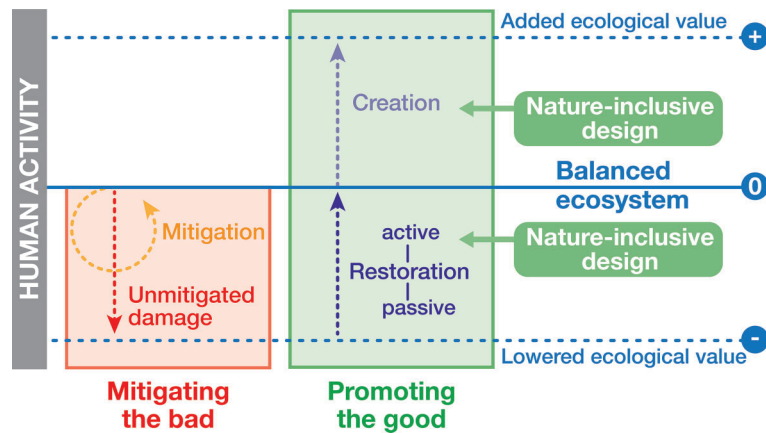 HUMAN ACTIVITY
Added ecological value
+
Creation
Nature-inclusive
design
Balanced
ecosystem
0
Mitigation
Unmitigated
damage
active
Restoration
passive
Nature-inclusive
design
Lowered ecological value
-
Mitigating
the bad
Promoting
the good